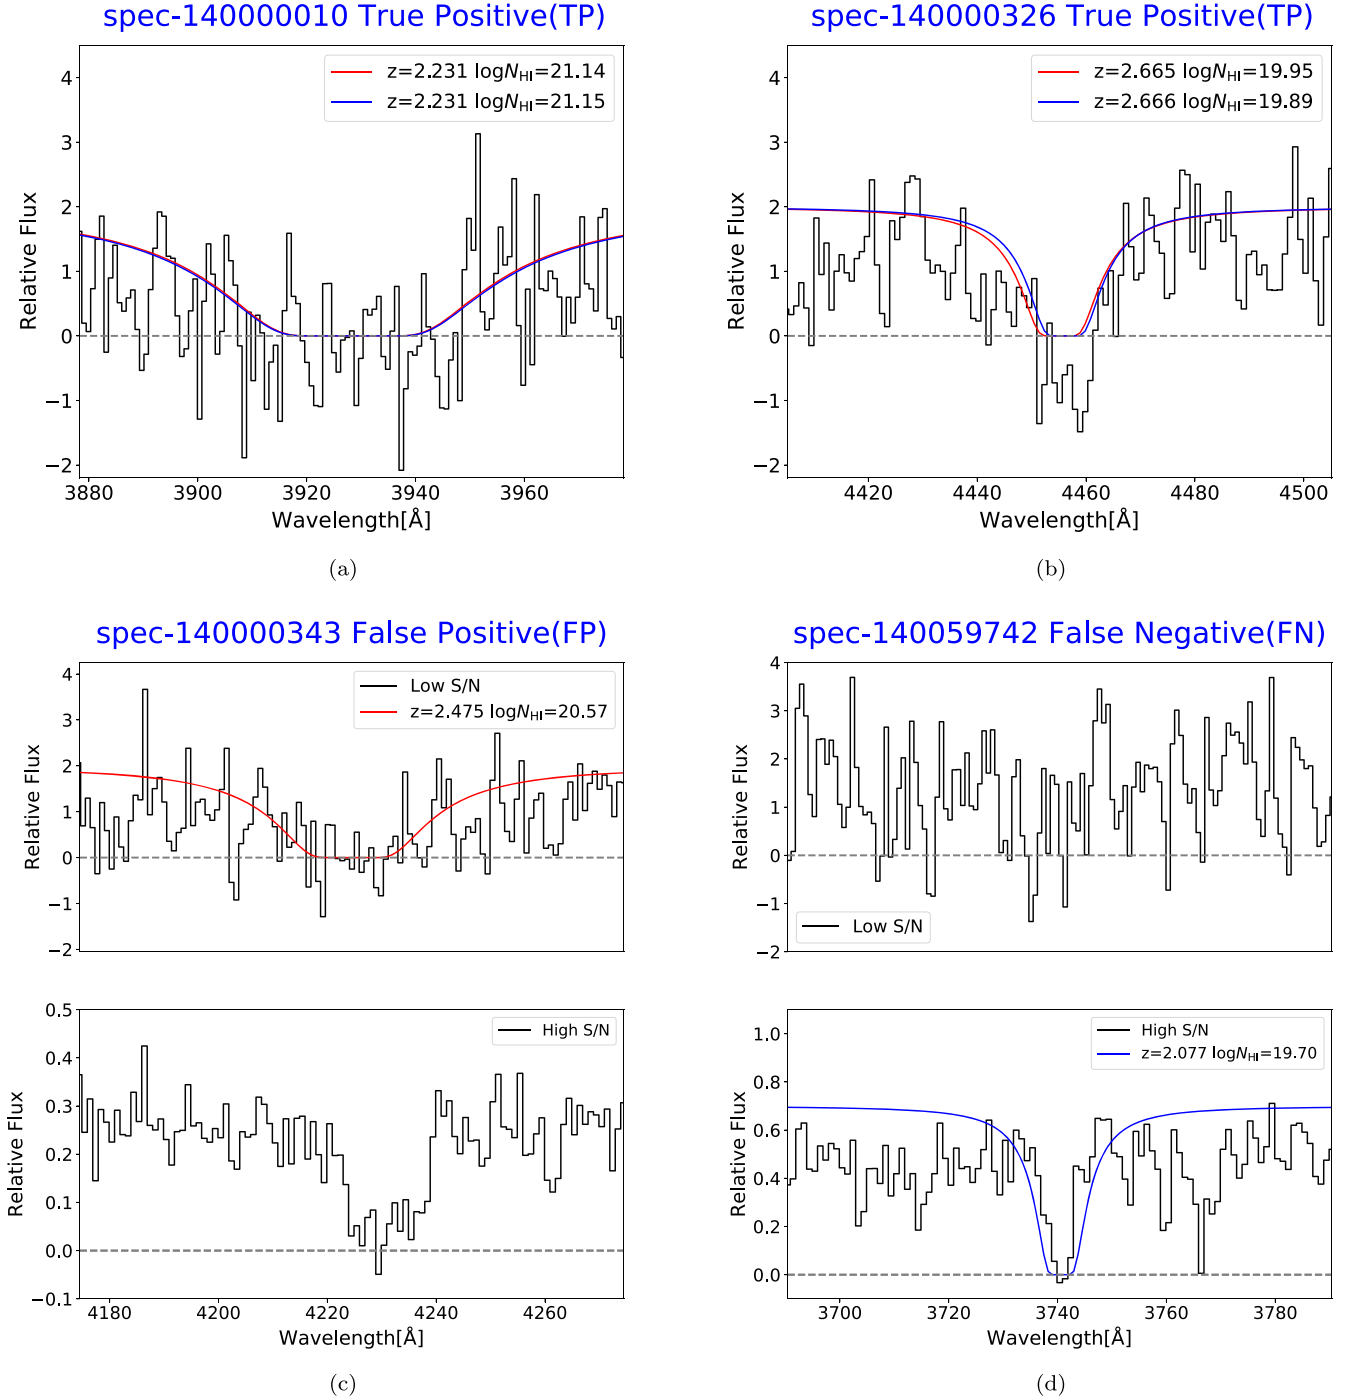 spec-140000010 True Positive(TP)
z=2.231 logN_HI=21.14
z=2.231 logN_HI=21.15
4
3
2
1
0
−1
−2
Relative Flux
3880 3900 3920 3940 3960
Wavelength[Å]
(a)
spec-140000326 True Positive(TP)
z=2.665 logN_HI=19.95
z=2.666 logN_HI=19.89
4
3
2
1
0
−1
−2
Relative Flux
4420 4440 4460 4480 4500
Wavelength[Å]
(b)
spec-140000343 False Positive(FP)
Low S/N
z=2.475 logN_HI=20.57
4
3
2
1
0
−1
−2
Relative Flux
High S/N
0.5
0.4
0.3
0.2
0.1
0.0
−0.1
Relative Flux
4180 4200 4220 4240 4260
Wavelength[Å]
(c)
spec-140059742 False Negative(FN)
4
3
2
1
0
−1
−2
Relative Flux
Low S/N
High S/N
z=2.077 logN_HI=19.70
1.0
0.8
0.6
0.4
0.2
0.0
Relative Flux
3700 3720 3740 3760 3780
Wavelength[Å]
(d)